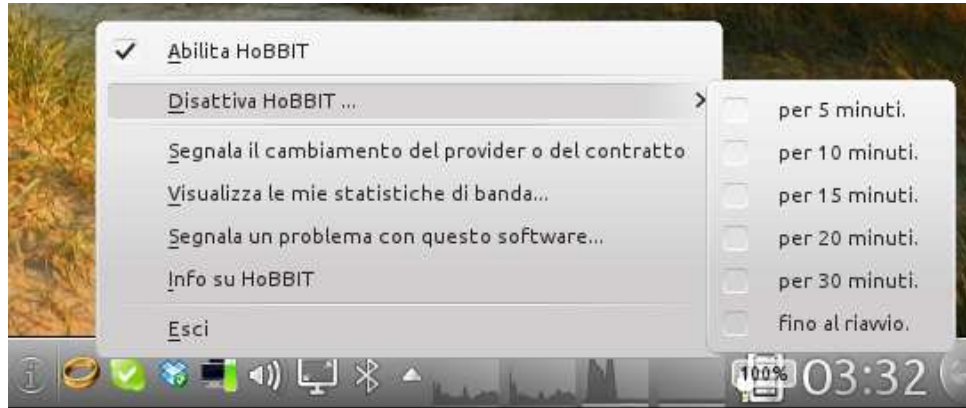 Abilita HoBBIT
Disattiva HoBBIT ...
Segnala il cambiamento del provider o del contratto
Visualizza le mie statistiche di banda...
Segnala un problema con questo software...
Info su HoBBIT
Esci
per 5 minuti.
per 10 minuti.
per 15 minuti.
per 20 minuti.
per 30 minuti.
fino al riavvio.
100%
03:32